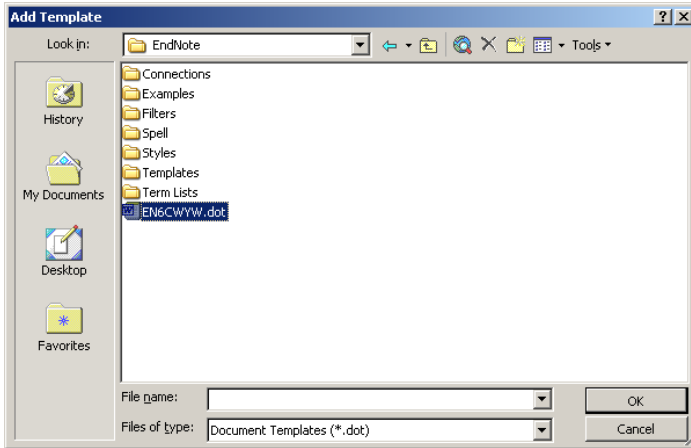 Add Template
Look in: EndNote Tools
History
My Documents
Desktop
Favorites
Connections
Examples
Filters
Spell
Styles
Templates
Term Lists
EN6CWYW.dot
File name: OK
Files of type: Document Templates (*.dot) Cancel